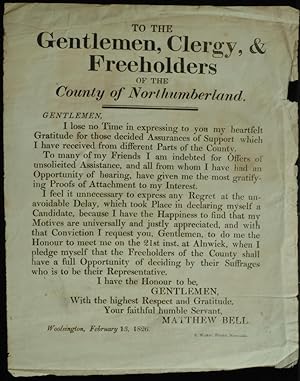 TO THE
Gentlemen, Clergy, &
Freeholders
OF THE
County of Northumberland.
GENTLEMEN,
I lose no Time in expressing to you my heartfelt
Gratitude for those decided Assurances of Support which
I have received from different Parts of the County.
To many of my Friends I am indebted for Offers of
unsolicited Assistance, and all from whom I have had an
Opportunity of hearing, have given me the most gratify-
ing Proofs of Attachment to my Interest.
I feel it unnecessary to express any Regret at the un-
avoidable Delay, which took Place in declaring myself a
Candidate, because I have the Happiness to find that my
Motives are universally and justly appreciated, and with
that Conviction I request you, Gentlemen, to do me the
Honour to meet me on the 21st inst. at Alnwick, when I
pledge myself that the Freeholders of the County shall
have a full Opportunity of deciding by their Suffrages
who is to be their Representative.
I have the Honour to be,
GENTLEMEN,
With the highest Respect and Gratitude,
Your faithful humble Servant,
MATTHEW BELL.
Woolsington, February 15, 1826.